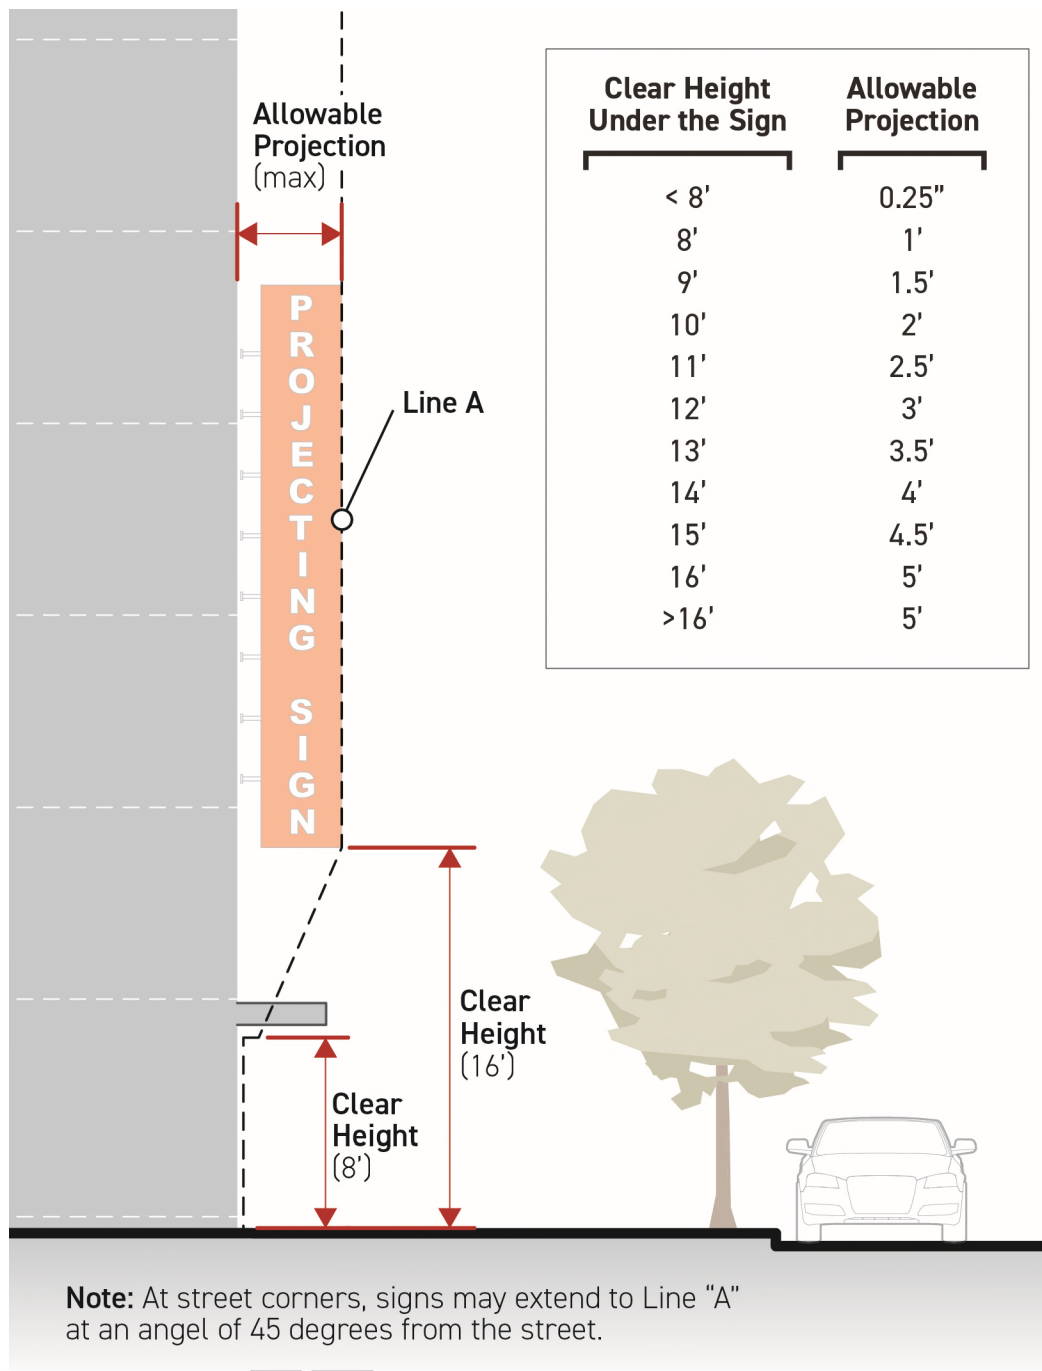 Allowable
Projection
(max)
PROJECTING SIGN
Line A
Clear Height
Under the Sign
Allowable
Projection
< 8’ 0.25”
8’ 1’
9’ 1.5’
10’ 2’
11’ 2.5’
12’ 3’
13’ 3.5’
14’ 4’
15’ 4.5’
16’ 5’
>16’ 5’
Clear
Height
(16’)
Clear
Height
(8’)
Note: At street corners, signs may extend to Line “A”
at an angel of 45 degrees from the street.